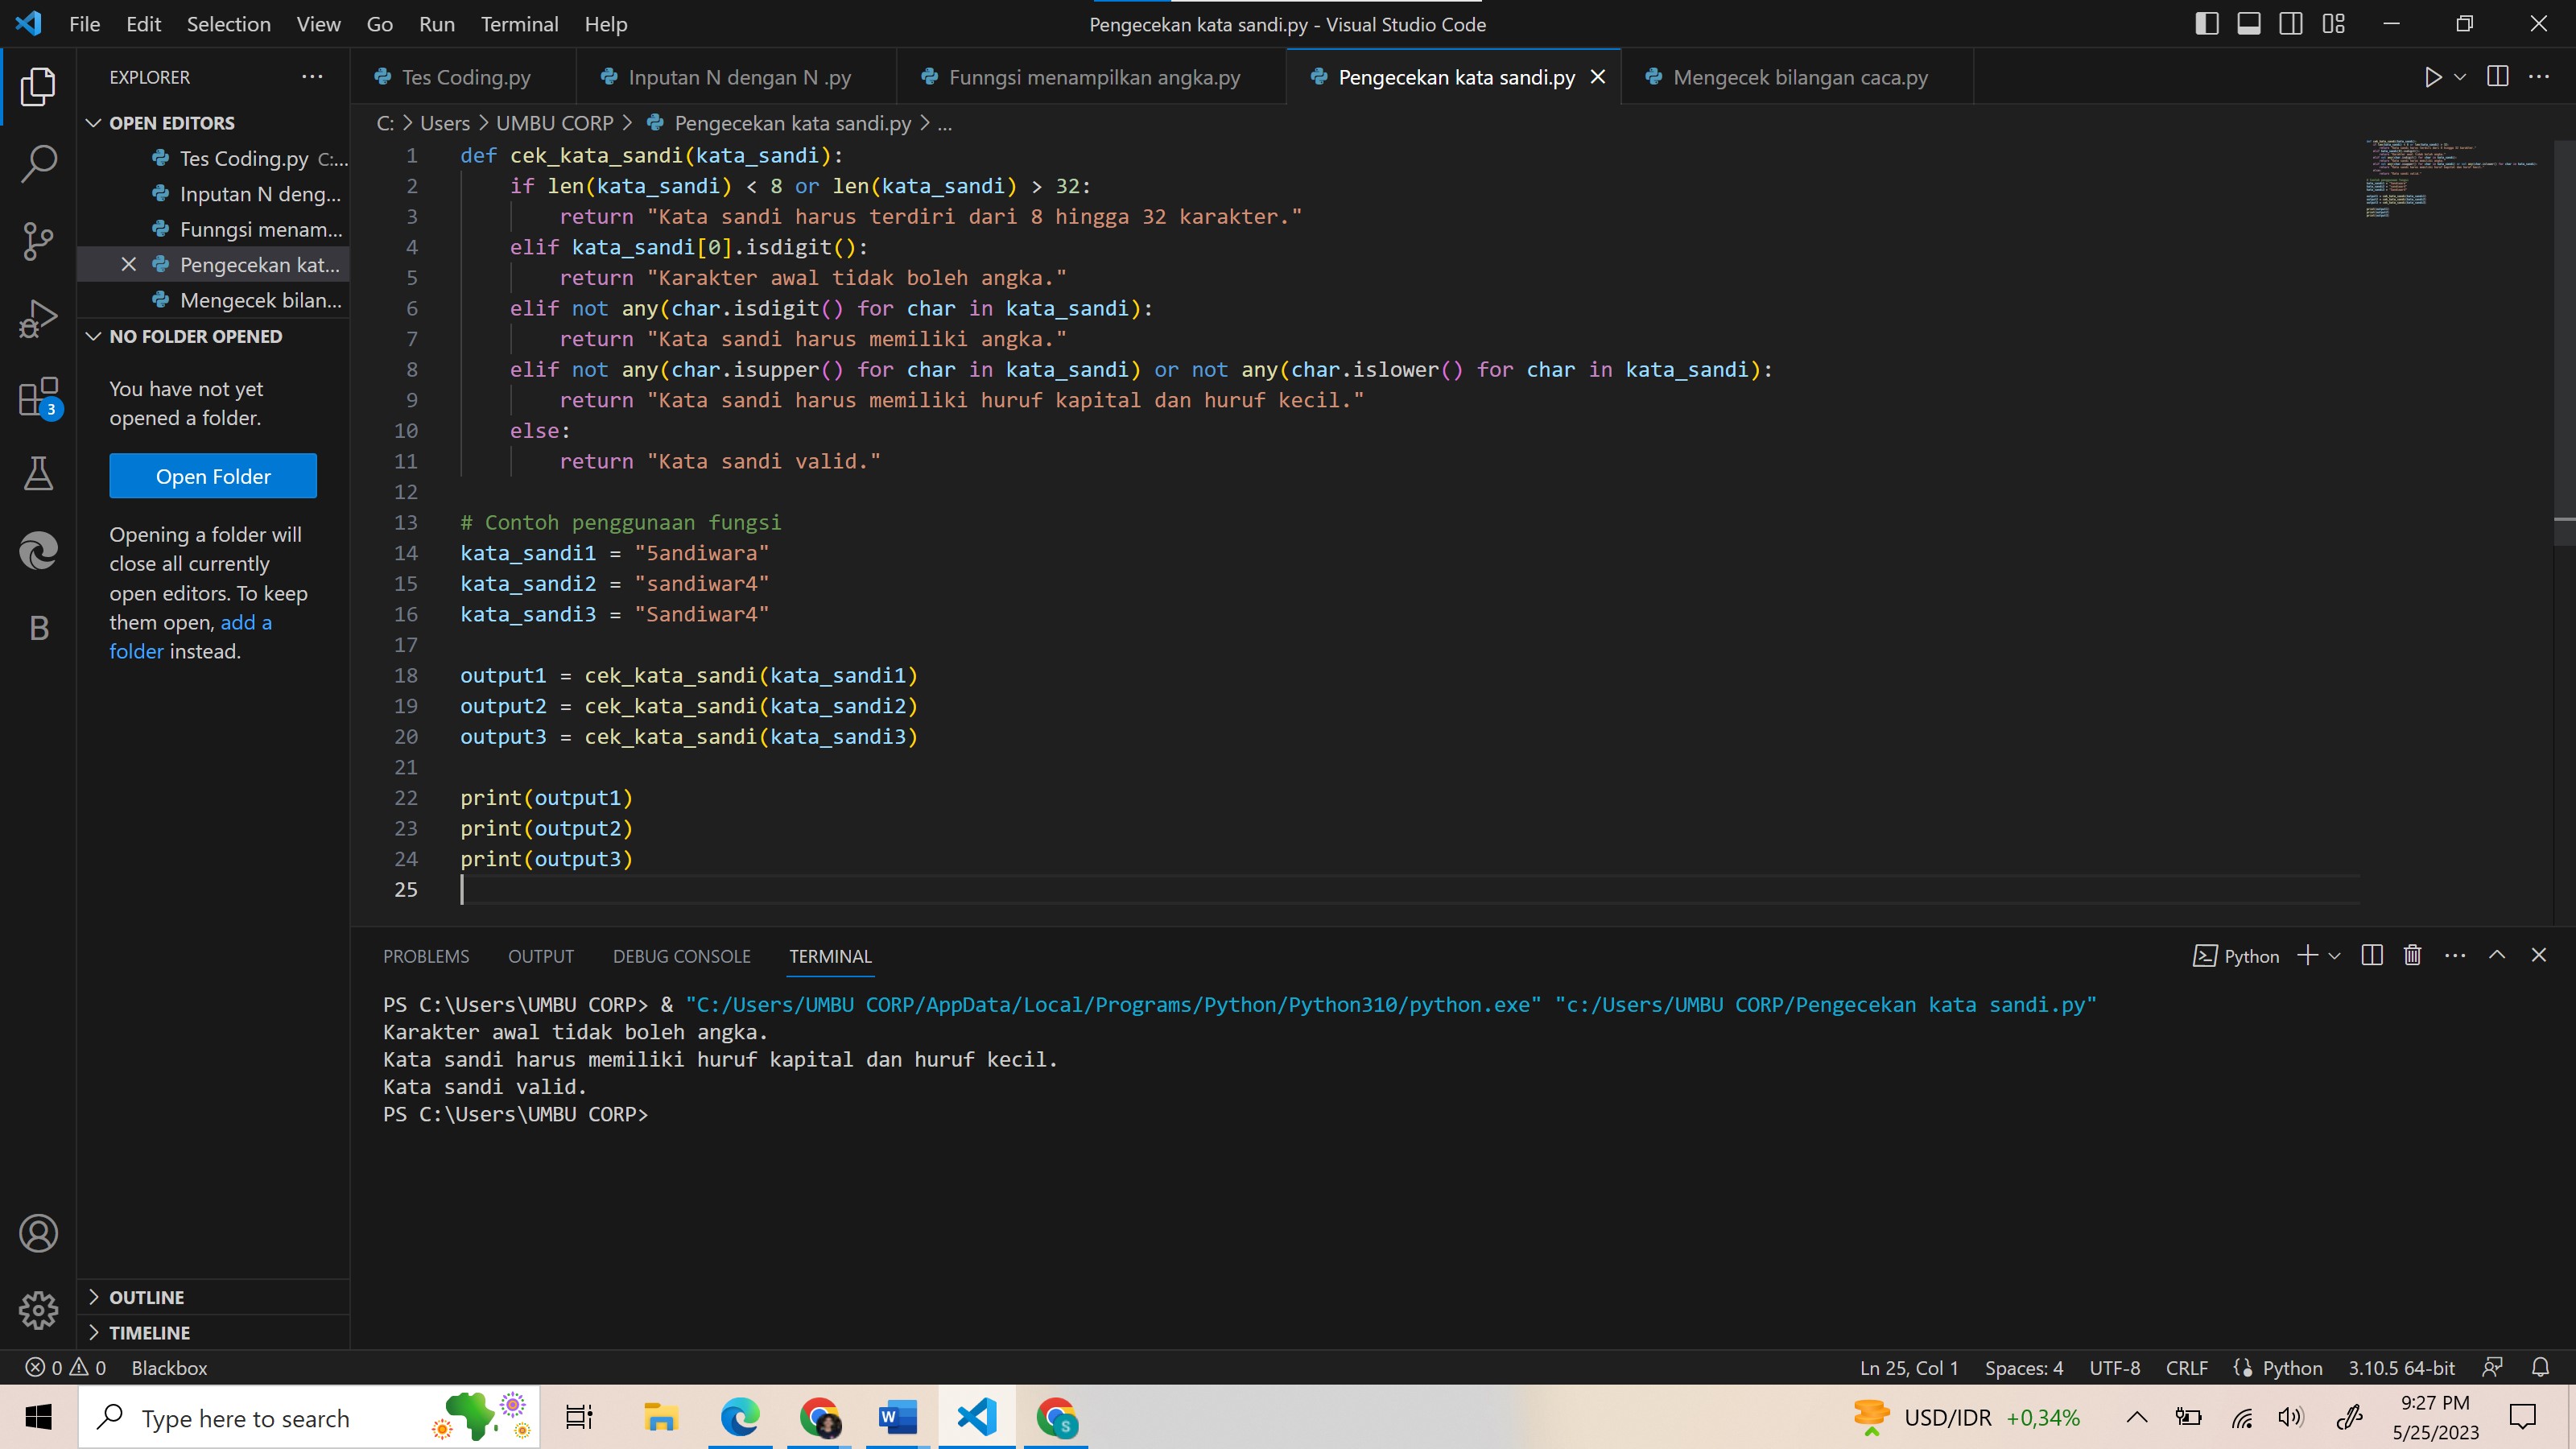 File Edit Selection View Go Run Terminal Help
Pengecekan kata sandi.py - Visual Studio Code
EXPLORER
Tes Coding.py
Inputan N dengan N .py
Funngsi menampilkan angka.py
Pengecekan kata sandi.py
Mengecek bilangan caca.py
OPEN EDITORS
Tes Coding.py C:...
Inputan N deng...
Funngsi menam...
Pengecekan kat...
Mengecek bilan...
NO FOLDER OPENED
You have not yet
opened a folder.
Open Folder
Opening a folder will
close all currently
open editors. To keep
them open, add a
folder instead.
3
B
OUTLINE
TIMELINE
C: > Users > UMBU CORP > Pengecekan kata sandi.py > ...
1 def cek_kata_sandi(kata_sandi):
2 if len(kata_sandi) < 8 or len(kata_sandi) > 32:
3 return "Kata sandi harus terdiri dari 8 hingga 32 karakter."
4 elif kata_sandi[0].isdigit():
5 return "Karakter awal tidak boleh angka."
6 elif not any(char.isdigit() for char in kata_sandi):
7 return "Kata sandi harus memiliki angka."
8 elif not any(char.isupper() for char in kata_sandi) or not any(char.islower() for char in kata_sandi):
9 return "Kata sandi harus memiliki huruf kapital dan huruf kecil."
10 else:
11 return "Kata sandi valid."
12
13 # Contoh penggunaan fungsi
14 kata_sandi1 = "5andiwara"
15 kata_sandi2 = "sandiwar4"
16 kata_sandi3 = "Sandiwar4"
17
18 output1 = cek_kata_sandi(kata_sandi1)
19 output2 = cek_kata_sandi(kata_sandi2)
20 output3 = cek_kata_sandi(kata_sandi3)
21
22 print(output1)
23 print(output2)
24 print(output3)
25
PROBLEMS OUTPUT DEBUG CONSOLE TERMINAL
Python
PS C:\Users\UMBU CORP> & "C:/Users/UMBU CORP/AppData/Local/Programs/Python/Python310/python.exe" "c:/Users/UMBU CORP/Pengecekan kata sandi.py"
Karakter awal tidak boleh angka.
Kata sandi harus memiliki huruf kapital dan huruf kecil.
Kata sandi valid.
PS C:\Users\UMBU CORP>
0 0 Blackbox
Ln 25, Col 1 Spaces: 4 UTF-8 CRLF Python 3.10.5 64-bit
Type here to search
W
S
USD/IDR +0,34%
9:27 PM
5/25/2023